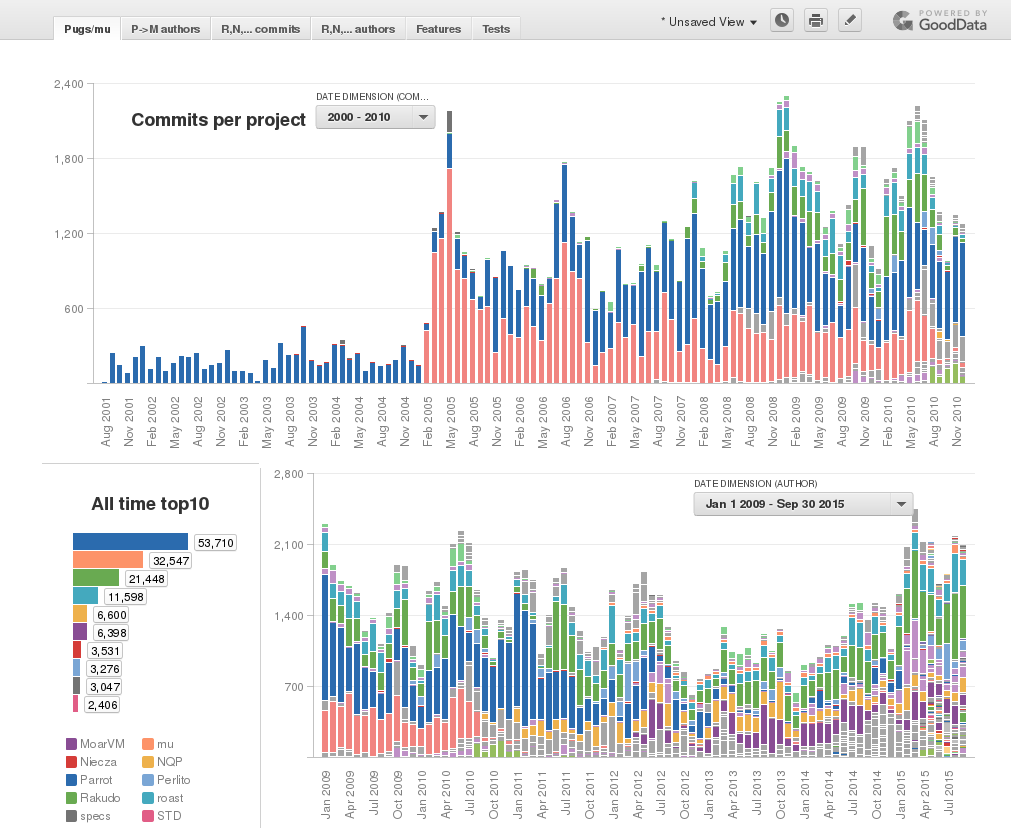 Pugs/mu P->M authors R,N,... commits R,N,... authors Features Tests * Unsaved View POWERED BY GoodData
Commits per project
DATE DIMENSION (COM...
2000 - 2010
2,400
1,800
1,200
600
Aug 2001 Nov 2001 Feb 2002 May 2002 Aug 2002 Nov 2002 Feb 2003 May 2003 Aug 2003 Nov 2003 Feb 2004 May 2004 Aug 2004 Nov 2004 Feb 2005 May 2005 Aug 2005 Nov 2005 Feb 2006 May 2006 Aug 2006 Nov 2006 Feb 2007 May 2007 Aug 2007 Nov 2007 Feb 2008 May 2008 Aug 2008 Nov 2008 Feb 2009 May 2009 Aug 2009 Nov 2009 Feb 2010 May 2010 Aug 2010 Nov 2010
All time top10
53,710
32,547
21,448
11,598
6,600
6,398
3,531
3,276
3,047
2,406
MoarVM mu
Niecza NQP
Parrot Perlito
Rakudo roast
specs STD
DATE DIMENSION (AUTHOR)
Jan 1 2009 - Sep 30 2015
2,800
2,100
1,400
700
Jan 2009 Apr 2009 Jul 2009 Oct 2009 Jan 2010 Apr 2010 Jul 2010 Oct 2010 Jan 2011 Apr 2011 Jul 2011 Oct 2011 Jan 2012 Apr 2012 Jul 2012 Oct 2012 Jan 2013 Apr 2013 Jul 2013 Oct 2013 Jan 2014 Apr 2014 Jul 2014 Oct 2014 Jan 2015 Apr 2015 Jul 2015